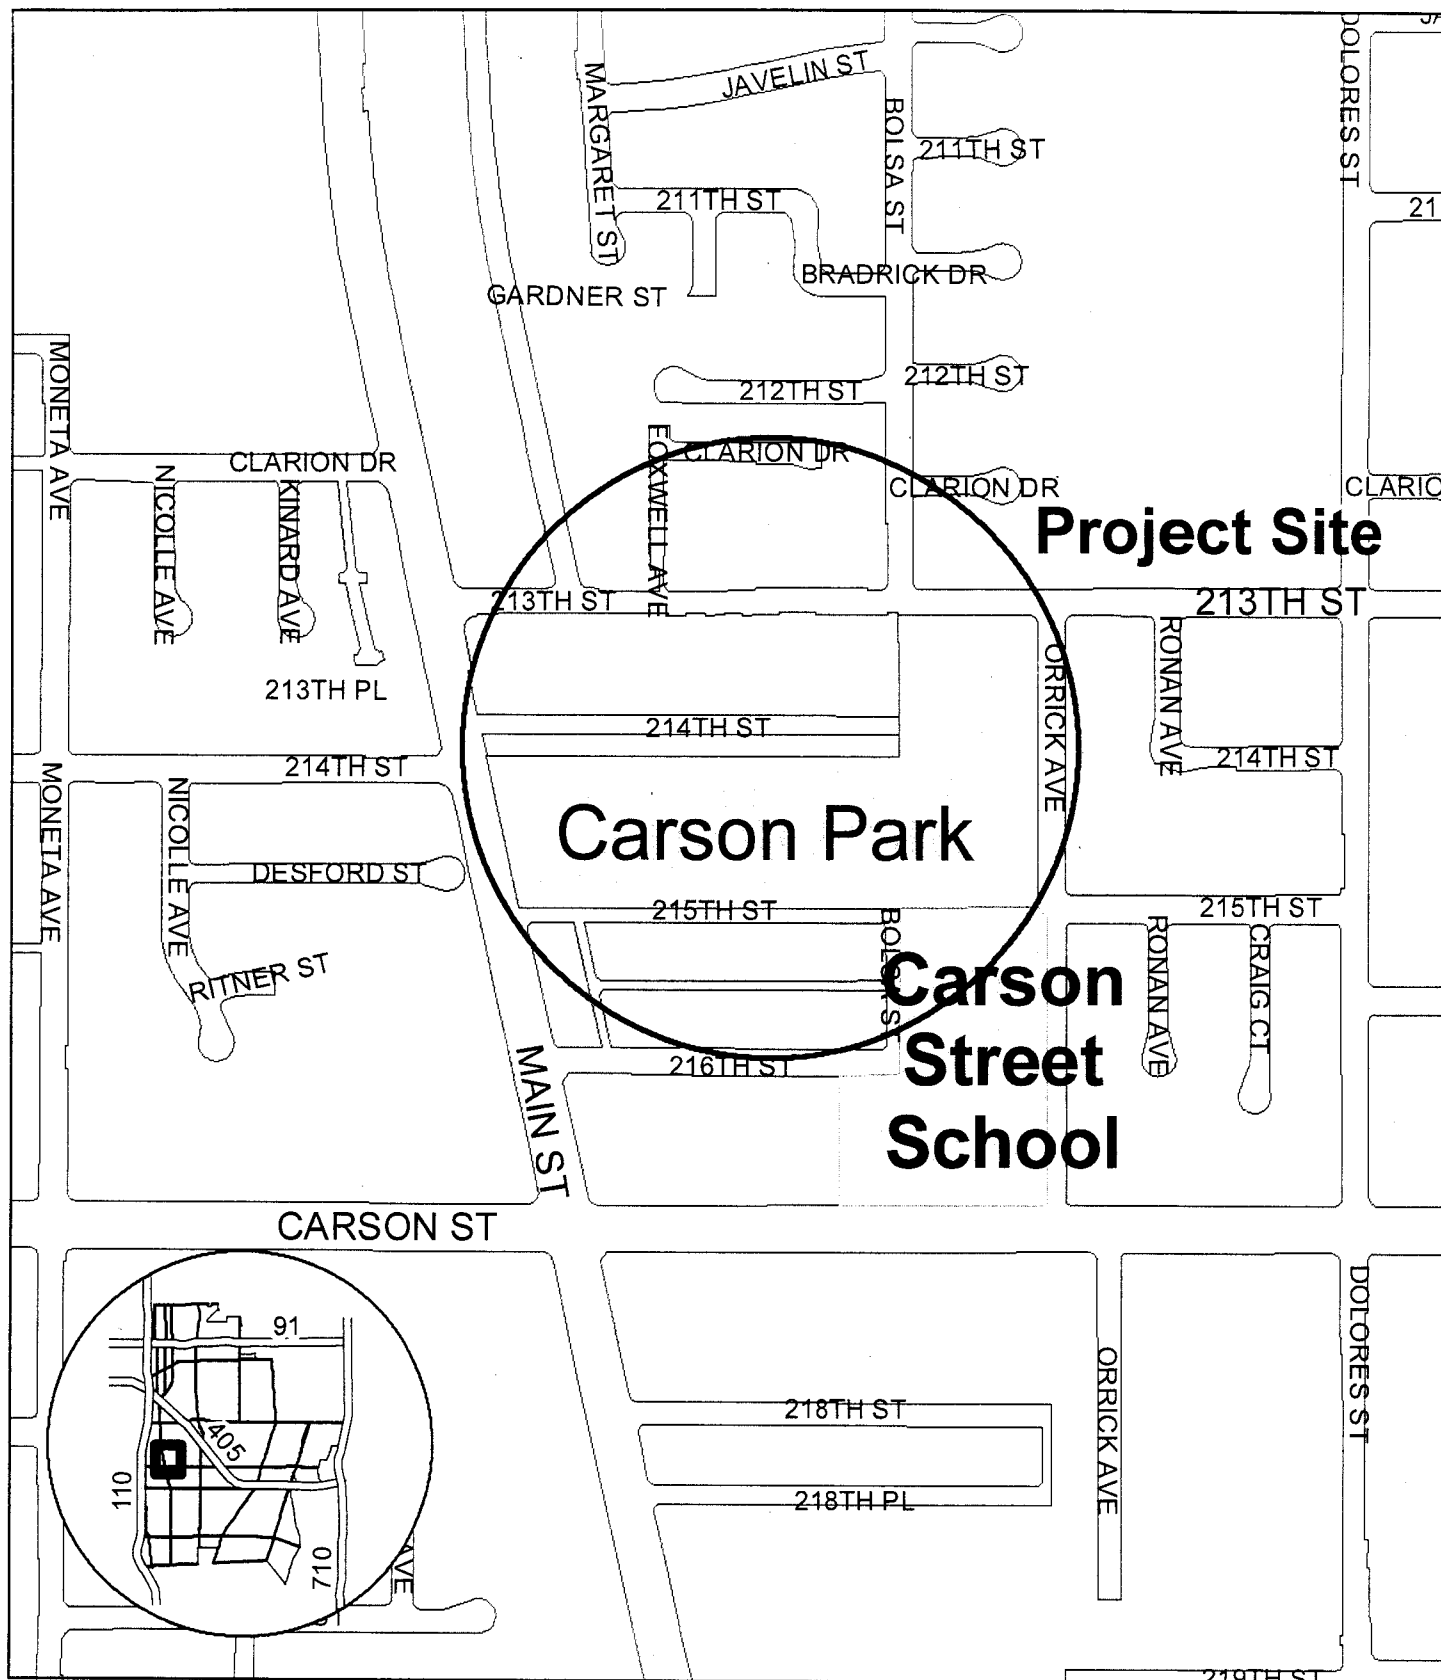 JAVELIN ST
MARGARET ST
BOLSA ST
DOLORES ST
211TH ST
211TH ST
21
BRADRICK DR
GARDNER ST
MONETA AVE
212TH ST
212TH ST
CLARION DR
FOXWELL AVE
CLARION DR
CLARION DR
CLARIO
NICOLLE AVE
KINARD AVE
Project Site
213TH ST
213TH ST
213TH PL
ORRICK AVE
RONAN AVE
214TH ST
214TH ST
214TH ST
MONETA AVE
NICOLLE AVE
Carson Park
DESFORD ST
215TH ST
215TH ST
RITNER ST
RONAN AVE
CRAIG CT
Carson
Street
School
216TH ST
MAIN ST
CARSON ST
DOLORES ST
91
405
110
710
AVE
218TH ST
ORRICK AVE
218TH PL
219TH ST